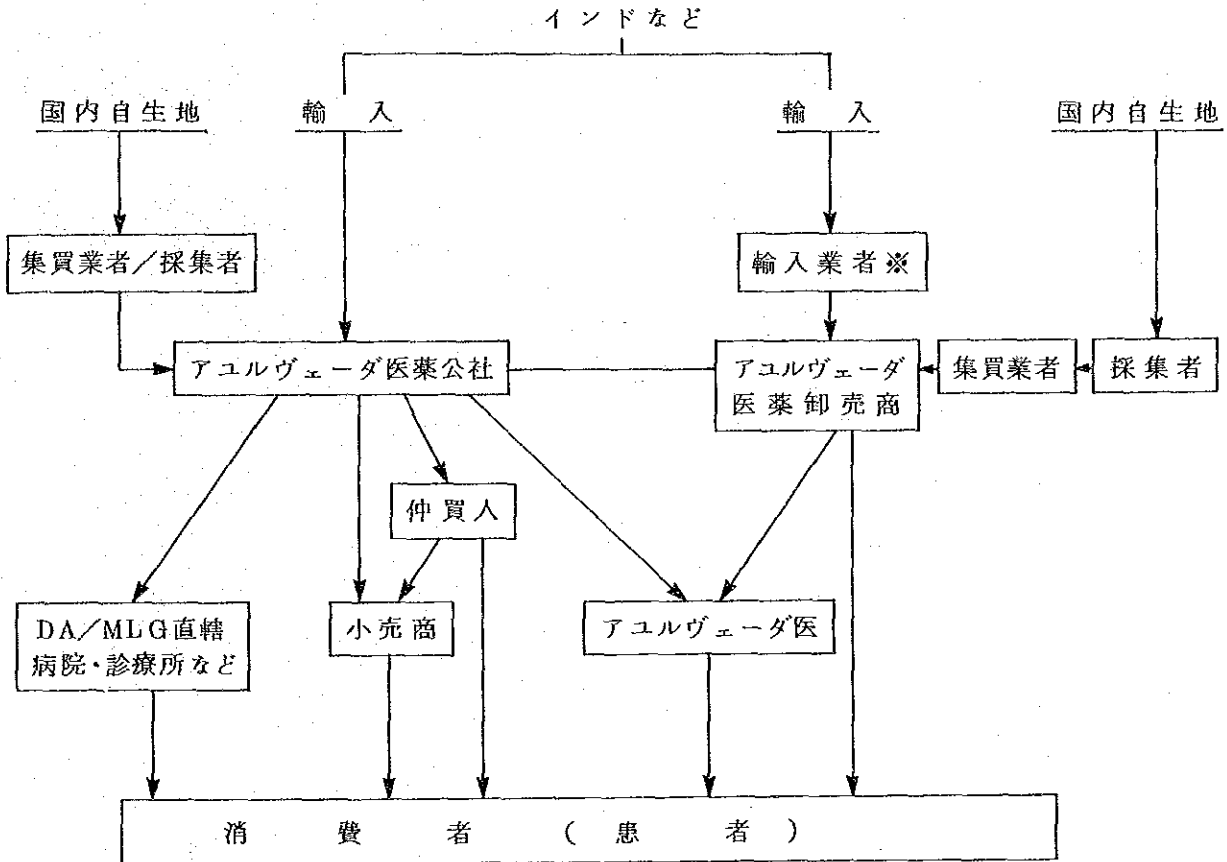 インドなど
国内自生地
輸入
輸入
国内自生地
集買業者／採集者
輸入業者※
アユルヴェーダ医薬公社
アユルヴェーダ
医薬卸売商
集買業者
採集者
仲買人
DA／MLG直轄
病院・診療所など
小売商
アユルヴェーダ医
消費者（患者）